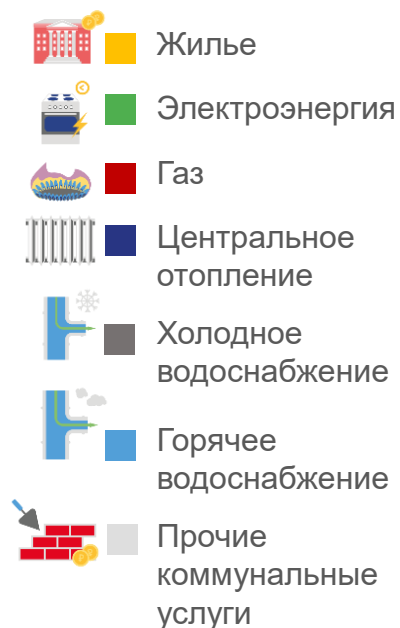 Жилье
Электроэнергия
Газ
Центральное
отопление
Холодное
водоснабжение
Горячее
водоснабжение
Прочие
коммунальные
услуги